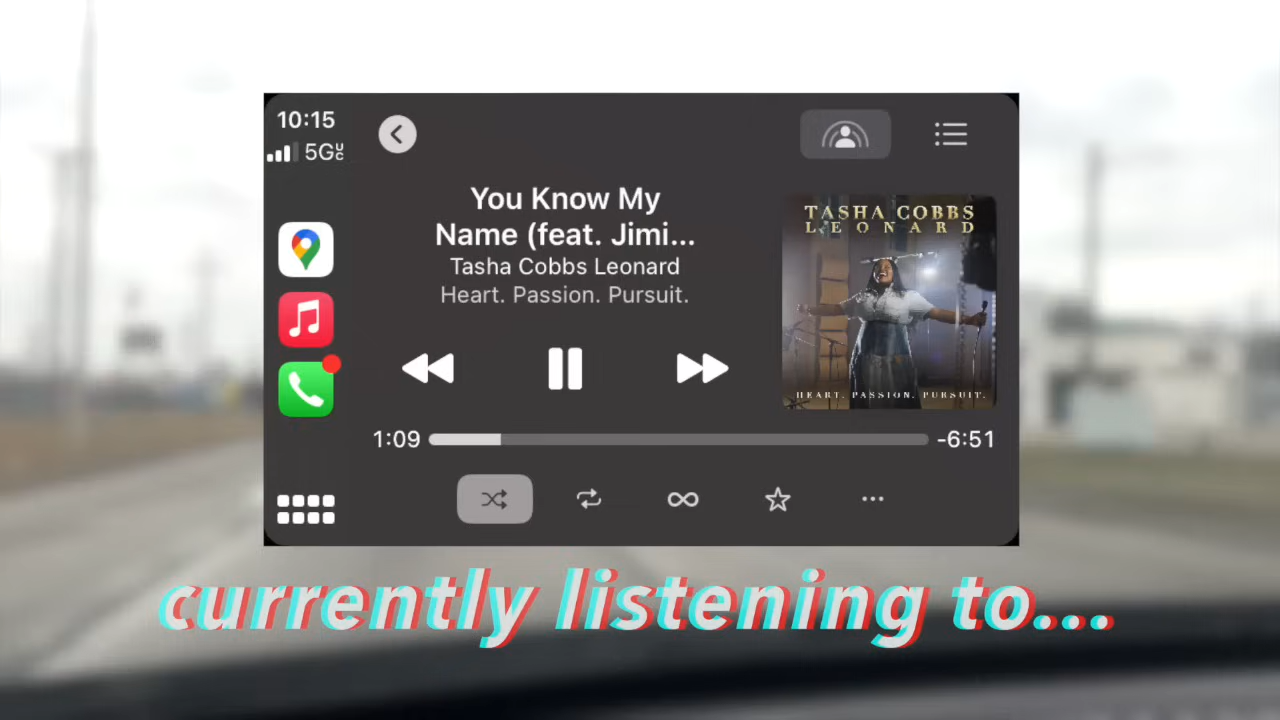 10:15
5G
You Know My
Name (feat. Jimi...
Tasha Cobbs Leonard
Heart. Passion. Pursuit.
TASHA COBBS
LEONARD
HEART. PASSION. PURSUIT.
1:09
-6:51
currently listening to...